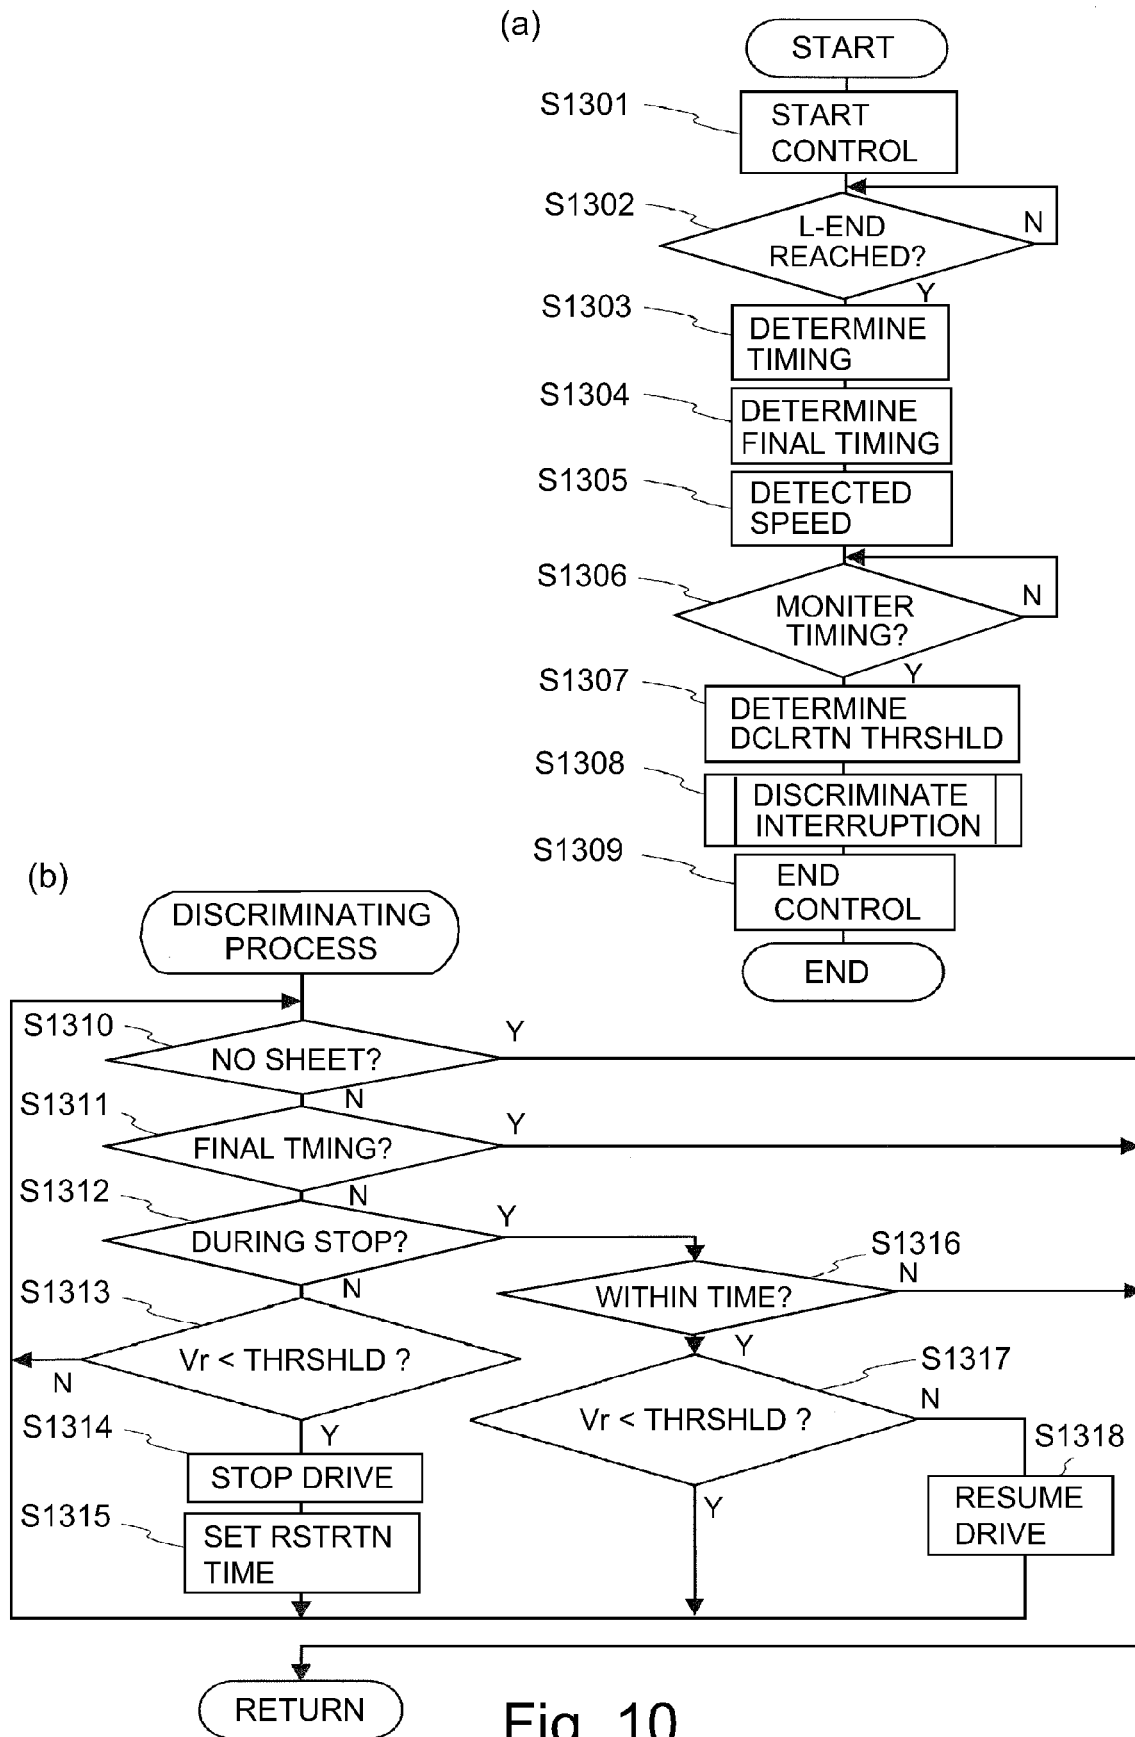 (a)
START
S1301
START
CONTROL
S1302
L-END
REACHED?
N
Y
S1303
DETERMINE
TIMING
S1304
DETERMINE
FINAL TIMING
S1305
DETECTED
SPEED
S1306
MONITER
TIMING?
N
Y
S1307
DETERMINE
DCLRTN THRSHLD
S1308
DISCRIMINATE
INTERRUPTION
S1309
END
CONTROL
END
(b)
DISCRIMINATING
PROCESS
S1310
NO SHEET?
Y
N
S1311
FINAL TMING?
Y
N
S1312
DURING STOP?
Y
N
S1313
Vr < THRSHLD ?
N
Y
S1314
STOP DRIVE
S1315
SET RSTRTN
TIME
S1316
WITHIN TIME?
N
Y
S1317
Vr < THRSHLD ?
N
Y
S1318
RESUME
DRIVE
RETURN
Fig. 10